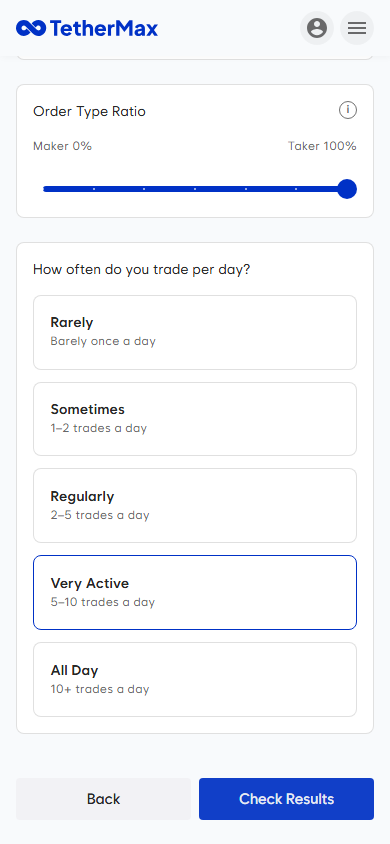 TetherMax
Order Type Ratio
i
Maker 0%
Taker 100%
How often do you trade per day?
Rarely
Barely once a day
Sometimes
1–2 trades a day
Regularly
2–5 trades a day
Very Active
5–10 trades a day
All Day
10+ trades a day
Back
Check Results